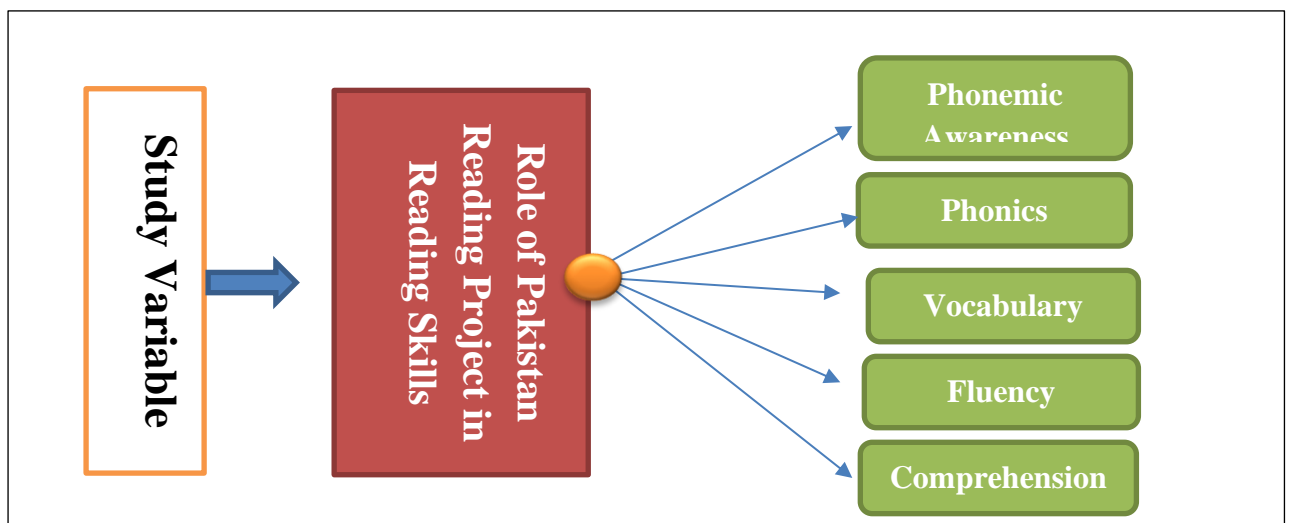 Study Variable
Role of Pakistan
Reading Project in
Reading Skills
Phonemic
Awareness
Phonics
Vocabulary
Fluency
Comprehension